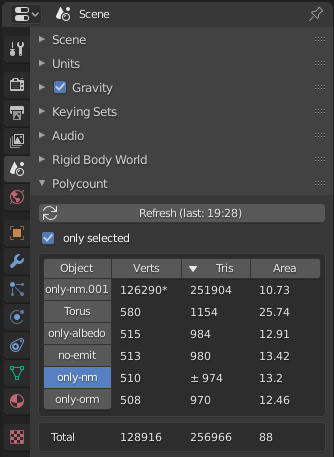 Scene
Scene
Units
Gravity
Keying Sets
Audio
Rigid Body World
Polycount
Refresh (last: 19:28)
only selected
Object Verts Tris Area
only-nm.001 126290* 251904 10.73
Torus 580 1154 25.74
only-albedo 515 984 12.91
no-emit 513 980 13.42
only-nm 510 ± 974 13.2
only-orm 508 970 12.46
Total 128916 256966 88